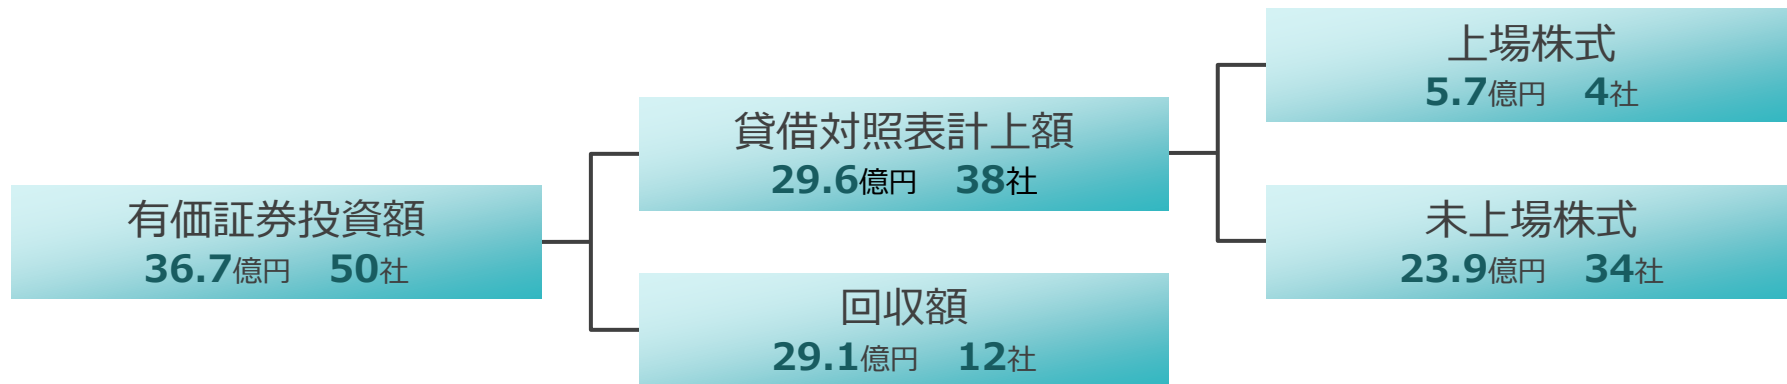 有価証券投資額
36.7億円 50社
貸借対照表計上額
29.6億円 38社
回収額
29.1億円 12社
上場株式
5.7億円 4社
未上場株式
23.9億円 34社